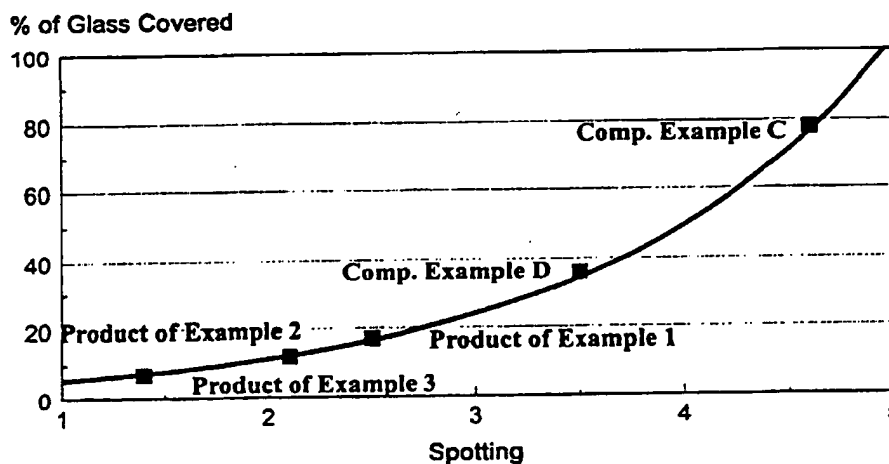 % of Glass Covered
100
80
Comp. Example C
60
40
Comp. Example D
20
Product of Example 2
Product of Example 1
Product of Example 3
0
1 2 3 4
Spotting